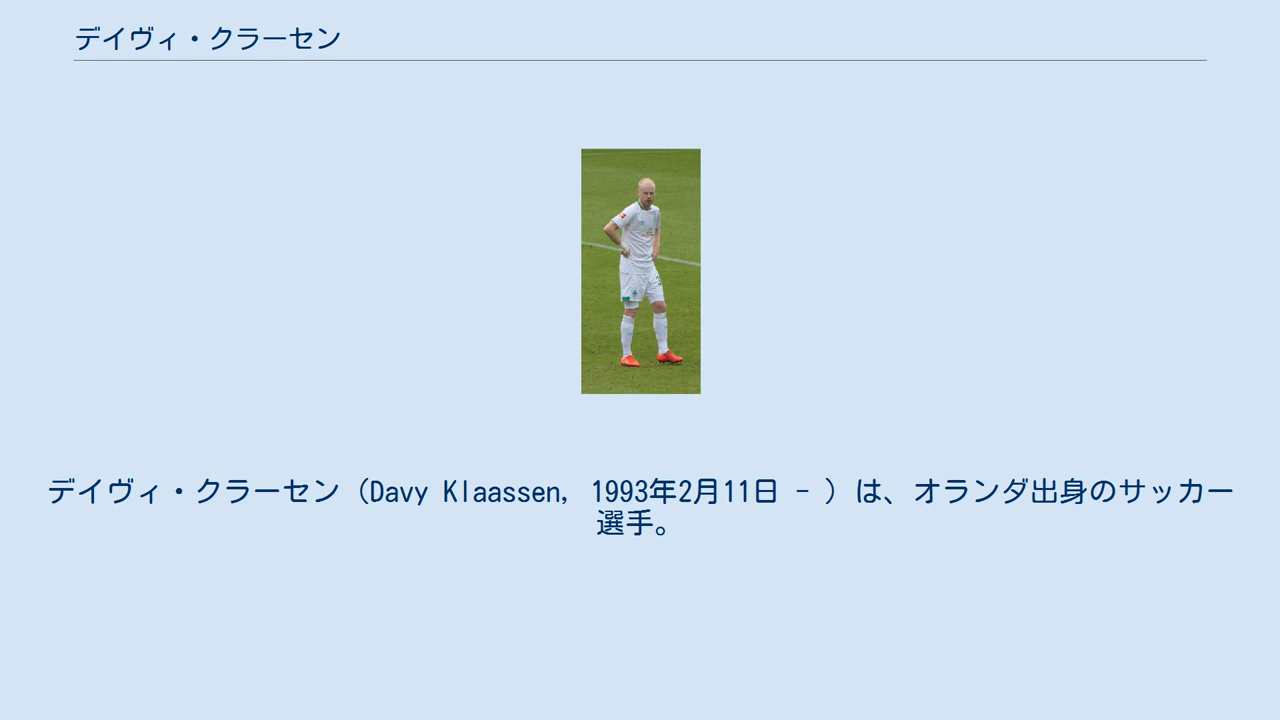 デイヴィ・クラーセン
デイヴィ・クラーセン（Davy Klaassen, 1993年2月11日 - ）は、オランダ出身のサッカー
選手。